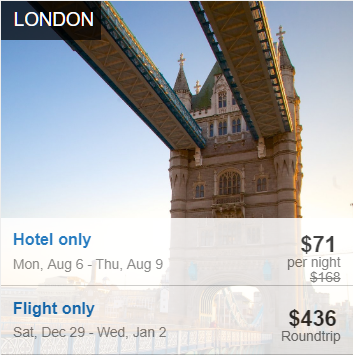 LONDON
Hotel only
$71
Mon, Aug 6 - Thu, Aug 9
per night
$168
Flight only
$436
Sat, Dec 29 - Wed, Jan 2
Roundtrip